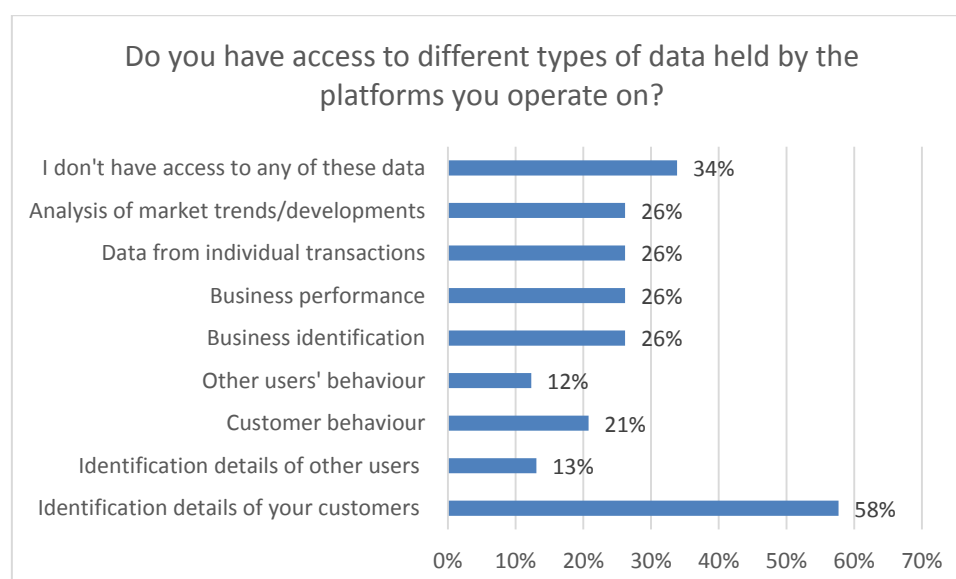 Do you have access to different types of data held by the
platforms you operate on?
I don't have access to any of these data 34%
Analysis of market trends/developments 26%
Data from individual transactions 26%
Business performance 26%
Business identification 26%
Other users' behaviour 12%
Customer behaviour 21%
Identification details of other users 13%
Identification details of your customers 58%
0% 10% 20% 30% 40% 50% 60% 70%